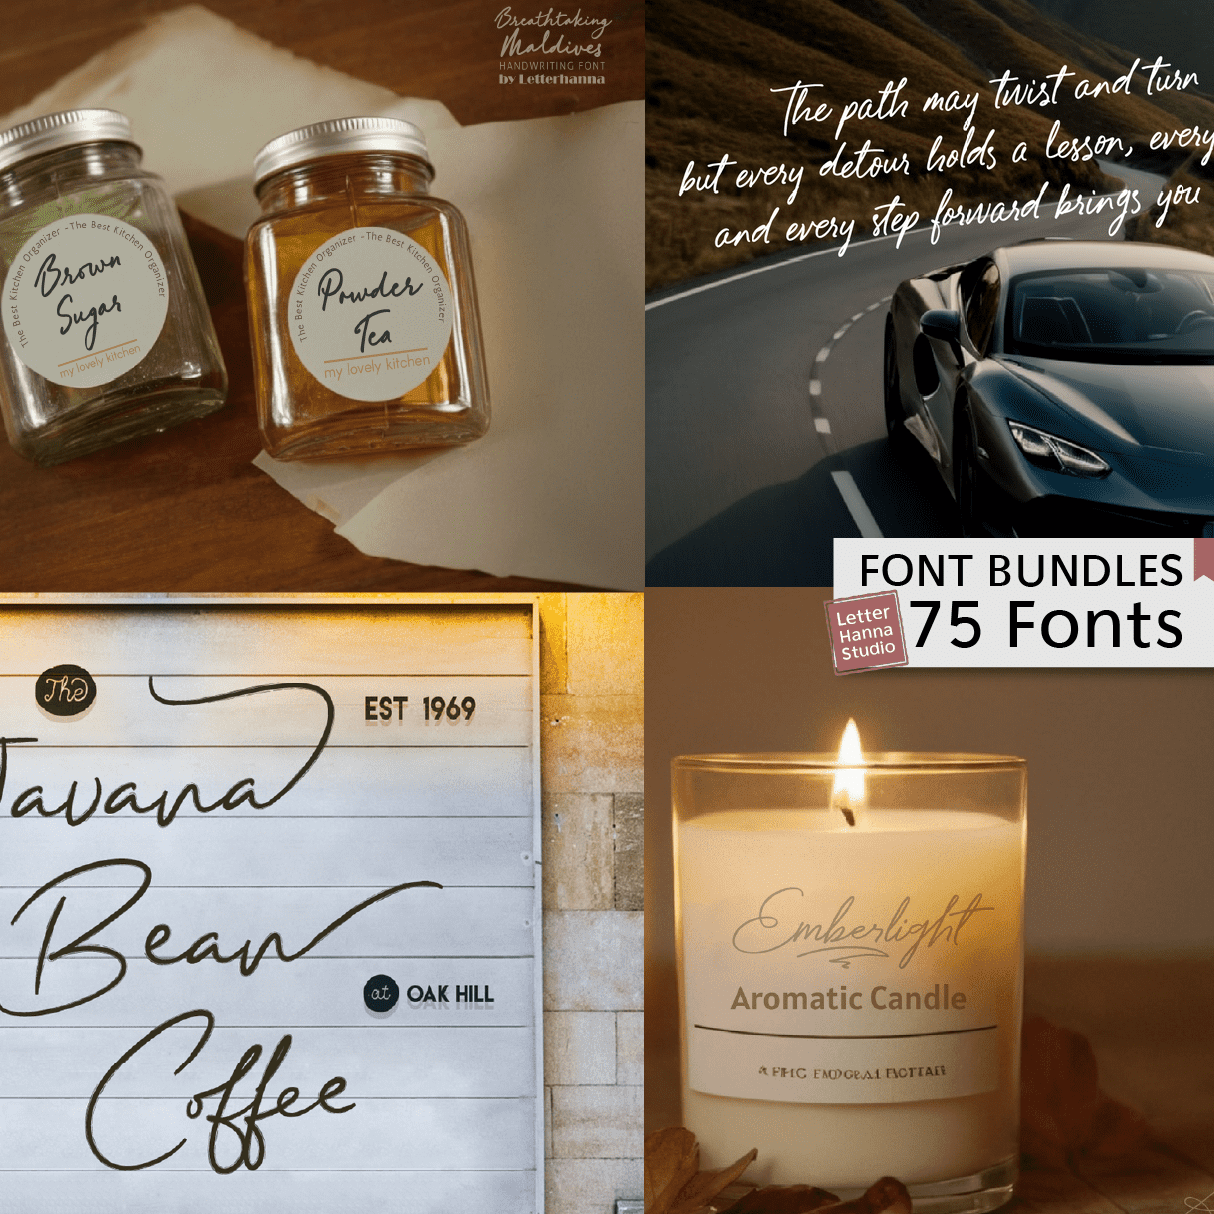 Breathtaking
Maldives
HANDWRITING FONT
by Letterhanna
The Best Kitchen Organizer -The Best Kitchen Organizer
Brown
Sugar
my lovely kitchen
The Best Kitchen Organizer -The Best Kitchen Organizer
Powder
Tea
my lovely kitchen
The path may twist and turn
but every detour holds a lesson, every
and every step forward brings you
FONT BUNDLES
75 Fonts
Letter
Hanna
Studio
The
EST 1969
Javana
Bean
at OAK HILL
Coffee
Emberlight
Aromatic Candle